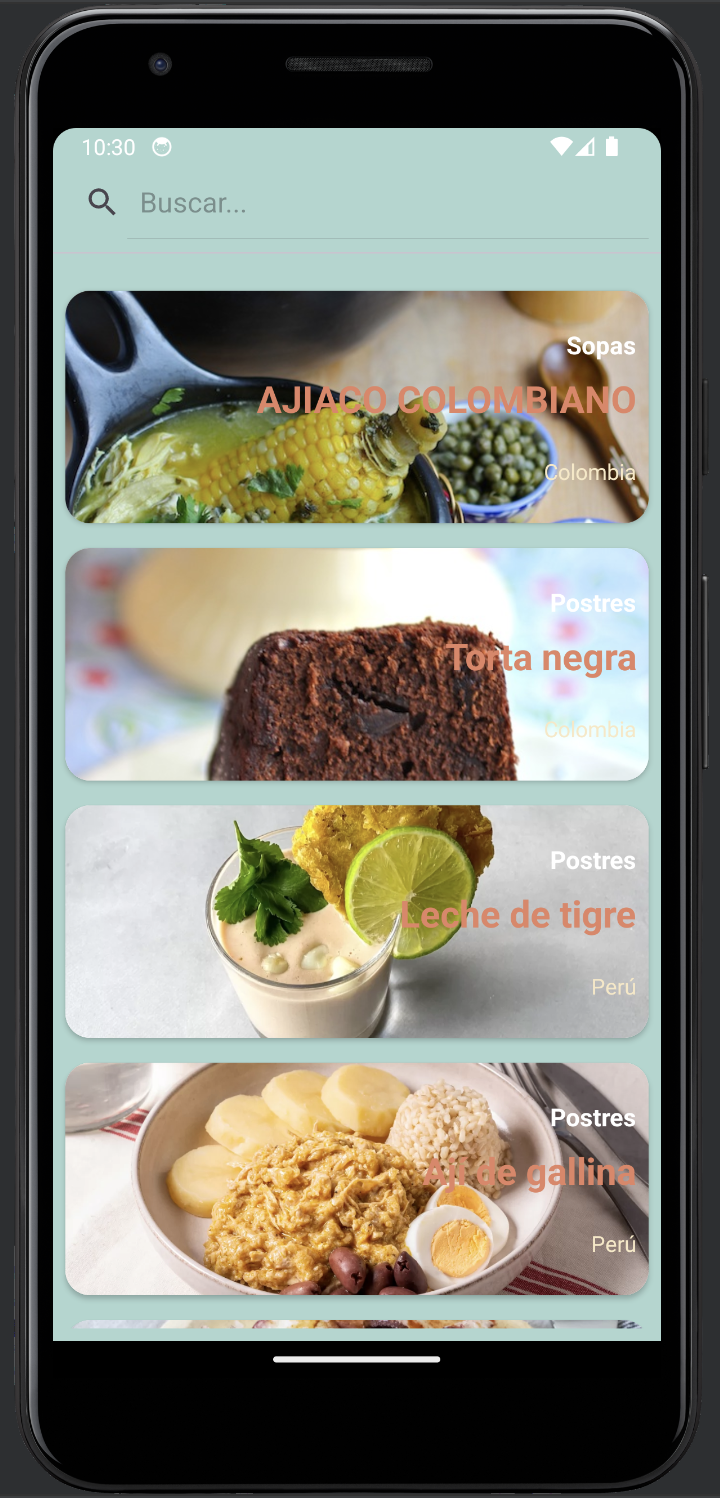 10:30
Buscar...
Sopas
AJIACO COLOMBIANO
Colombia
Postres
Torta negra
Colombia
Postres
Leche de tigre
Perú
Postres
Ají de gallina
Perú